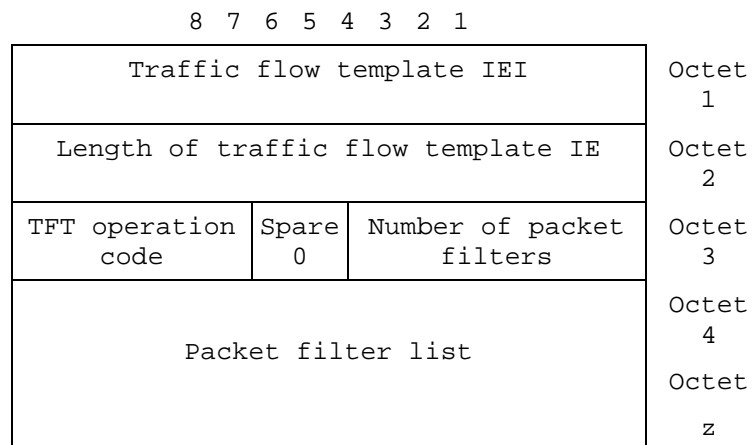 8 7 6 5 4 3 2 1
Traffic flow template IEI
Octet
1
Length of traffic flow template IE
Octet
2
TFT operation
code
Spare
0
Number of packet
filters
Octet
3
Packet filter list
Octet
4
Octet
z